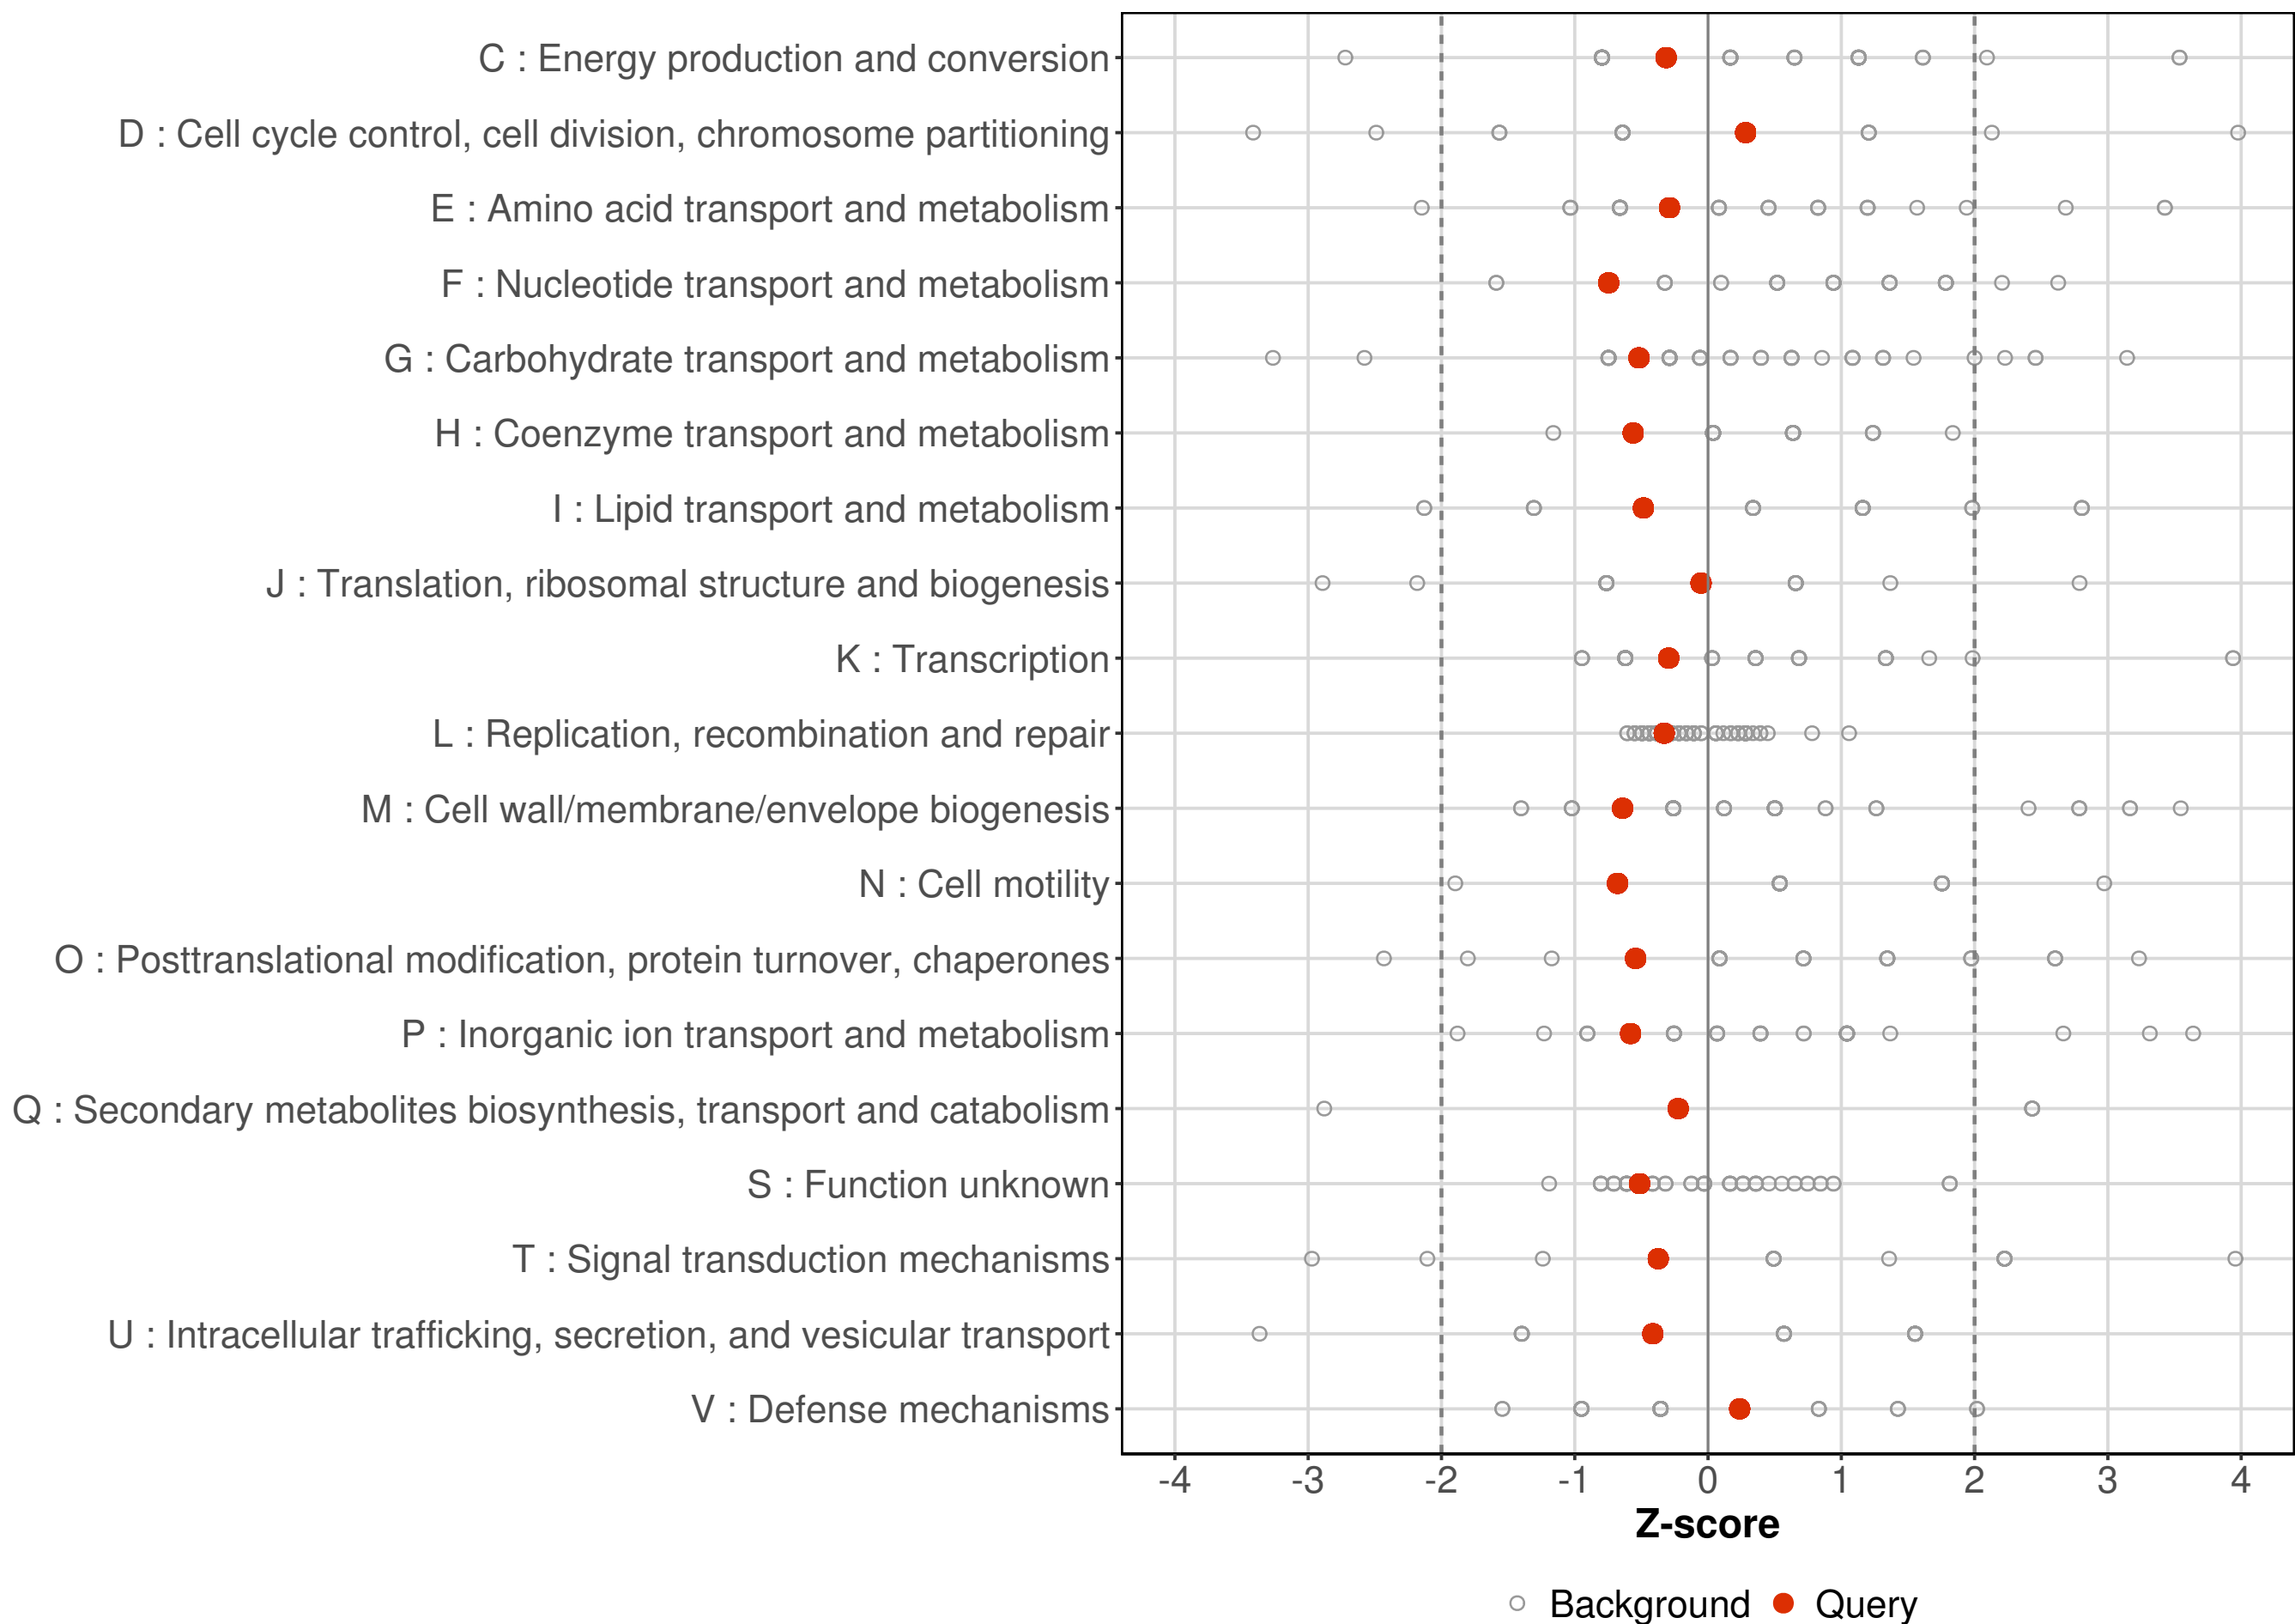 C : Energy production and conversion
D : Cell cycle control, cell division, chromosome partitioning
E : Amino acid transport and metabolism
F : Nucleotide transport and metabolism
G : Carbohydrate transport and metabolism
H : Coenzyme transport and metabolism
I : Lipid transport and metabolism
J : Translation, ribosomal structure and biogenesis
K : Transcription
L : Replication, recombination and repair
M : Cell wall/membrane/envelope biogenesis
N : Cell motility
O : Posttranslational modification, protein turnover, chaperones
P : Inorganic ion transport and metabolism
Q : Secondary metabolites biosynthesis, transport and catabolism
S : Function unknown
T : Signal transduction mechanisms
U : Intracellular trafficking, secretion, and vesicular transport
V : Defense mechanisms
-4 -3 -2 -1 0 1 2 3 4
Z-score
Background Query